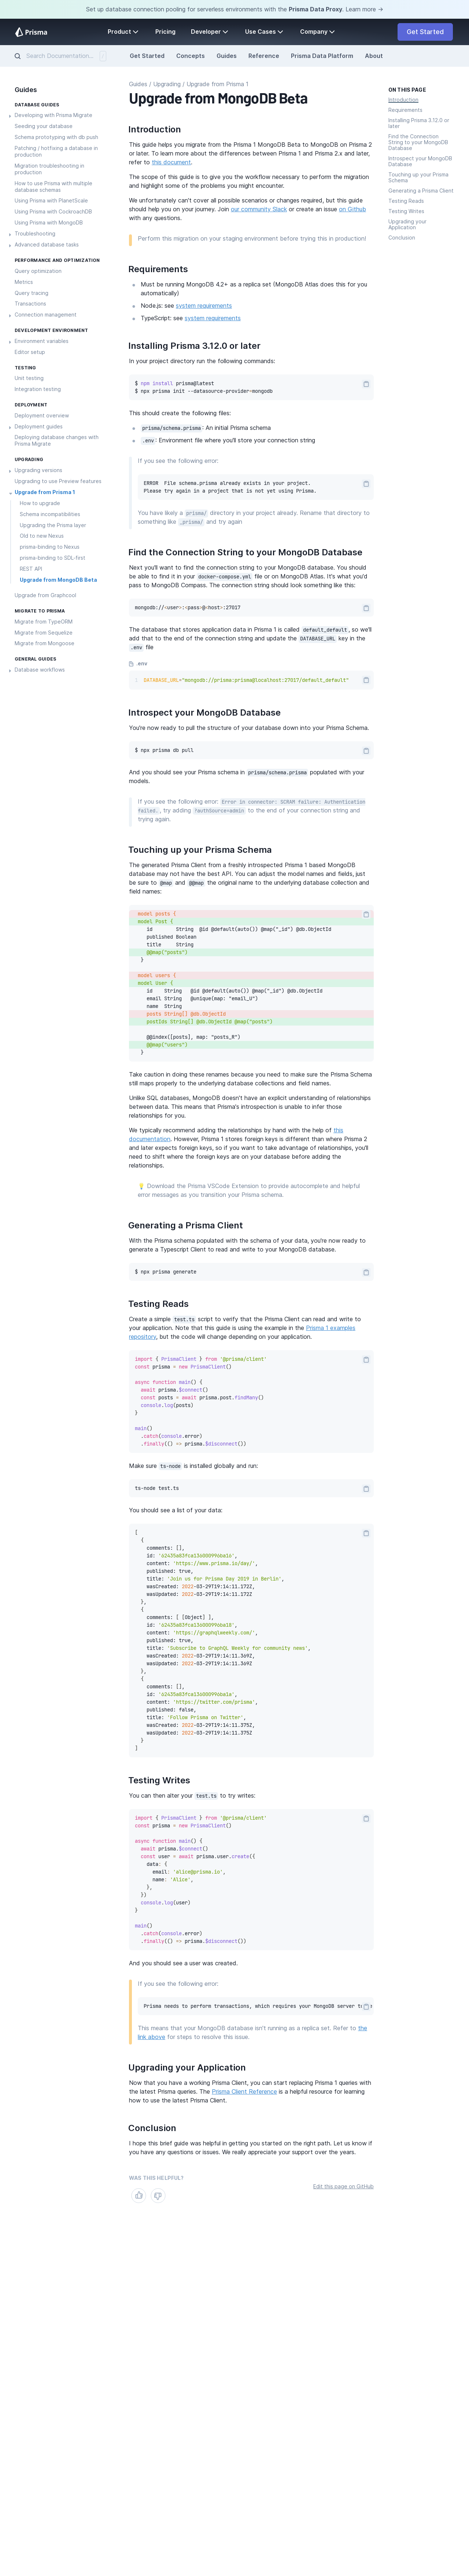 Set up database connection pooling for serverless environments with the Prisma Data Proxy. Learn more →
Prisma
Product
Pricing
Developer
Use Cases
Company
Get Started
Search Documentation...
/
Get Started
Concepts
Guides
Reference
Prisma Data Platform
About
Guides
DATABASE GUIDES
Developing with Prisma Migrate
Seeding your database
Schema prototyping with db push
Patching / hotfixing a database in
production
Migration troubleshooting in
production
How to use Prisma with multiple
database schemas
Using Prisma with PlanetScale
Using Prisma with CockroachDB
Using Prisma with MongoDB
Troubleshooting
Advanced database tasks
PERFORMANCE AND OPTIMIZATION
Query optimization
Metrics
Query tracing
Transactions
Connection management
DEVELOPMENT ENVIRONMENT
Environment variables
Editor setup
TESTING
Unit testing
Integration testing
DEPLOYMENT
Deployment overview
Deployment guides
Deploying database changes with
Prisma Migrate
UPGRADING
Upgrading versions
Upgrading to use Preview features
Upgrade from Prisma 1
How to upgrade
Schema incompatibilities
Upgrading the Prisma layer
Old to new Nexus
prisma-binding to Nexus
prisma-binding to SDL-first
REST API
Upgrade from MongoDB Beta
Upgrade from Graphcool
MIGRATE TO PRISMA
Migrate from TypeORM
Migrate from Sequelize
Migrate from Mongoose
GENERAL GUIDES
Database workflows
Guides / Upgrading / Upgrade from Prisma 1
Upgrade from MongoDB Beta
Introduction
This guide helps you migrate from the Prisma 1 MongoDB Beta to MongoDB on Prisma 2
or later. To learn more about the differences between Prisma 1 and Prisma 2 and later,
refer to this document.
The scope of this guide is to give you the workflow necessary to perform the migration
and highlight some of the problems you might encounter.
We unfortunately can't cover all possible scenarios or required changes, but this guide
should help you on your journey. Join our community Slack or create an issue on Github
with any questions.
Perform this migration on your staging environment before trying this in production!
Requirements
Must be running MongoDB 4.2+ as a replica set (MongoDB Atlas does this for you
automatically)
Node.js: see system requirements
TypeScript: see system requirements
Installing Prisma 3.12.0 or later
In your project directory run the following commands:
$ npm install prisma@latest
$ npx prisma init --datasource-provider=mongodb
This should create the following files:
prisma/schema.prisma: An initial Prisma schema
.env: Environment file where you'll store your connection string
If you see the following error:
ERROR  File schema.prisma already exists in your project.
Please try again in a project that is not yet using Prisma.
You have likely a prisma/ directory in your project already. Rename that directory to
something like _prisma/ and try again
Find the Connection String to your MongoDB Database
Next you'll want to find the connection string to your MongoDB database. You should
be able to find it in your docker-compose.yml file or on MongoDB Atlas. It's what you'd
pass to MongoDB Compass. The connection string should look something like this:
mongodb://<user>:<pass>@<host>:27017
The database that stores application data in Prisma 1 is called default_default, so we'll
add that to the end of the connection string and update the DATABASE_URL key in the
.env file
.env
1 DATABASE_URL="mongodb://prisma:prisma@localhost:27017/default_default"
Introspect your MongoDB Database
You're now ready to pull the structure of your database down into your Prisma Schema.
$ npx prisma db pull
And you should see your Prisma schema in prisma/schema.prisma populated with your
models.
If you see the following error: Error in connector: SCRAM failure: Authentication
failed., try adding ?authSource=admin to the end of your connection string and
trying again.
Touching up your Prisma Schema
The generated Prisma Client from a freshly introspected Prisma 1 based MongoDB
database may not have the best API. You can adjust the model names and fields, just
be sure to @map and @@map the original name to the underlying database collection and
field names:
model posts {
model Post {
id        String  @id @default(auto()) @map("_id") @db.ObjectId
published Boolean
title     String
@@map("posts")
}
model users {
model User {
id    String   @id @default(auto()) @map("_id") @db.ObjectId
email String   @unique(map: "email_U")
name  String
posts String[] @db.ObjectId
postIds String[] @db.ObjectId @map("posts")
@@index([posts], map: "posts_R")
@@map("users")
}
Take caution in doing these renames because you need to make sure the Prisma Schema
still maps properly to the underlying database collections and field names.
Unlike SQL databases, MongoDB doesn't have an explicit understanding of relationships
between data. This means that Prisma's introspection is unable to infer those
relationships for you.
We typically recommend adding the relationships by hand with the help of this
documentation. However, Prisma 1 stores foreign keys is different than where Prisma 2
and later expects foreign keys, so if you want to take advantage of relationships, you'll
need to shift where the foreign keys are on your database before adding the
relationships.
💡 Download the Prisma VSCode Extension to provide autocomplete and helpful
error messages as you transition your Prisma schema.
Generating a Prisma Client
With the Prisma schema populated with the schema of your data, you're now ready to
generate a Typescript Client to read and write to your MongoDB database.
$ npx prisma generate
Testing Reads
Create a simple test.ts script to verify that the Prisma Client can read and write to
your application. Note that this guide is using the example in the Prisma 1 examples
repository, but the code will change depending on your application.
import { PrismaClient } from '@prisma/client'
const prisma = new PrismaClient()
async function main() {
await prisma.$connect()
const posts = await prisma.post.findMany()
console.log(posts)
}
main()
.catch(console.error)
.finally(() => prisma.$disconnect())
Make sure ts-node is installed globally and run:
ts-node test.ts
You should see a list of your data:
[
{
comments: [],
id: '62435a83fca136000996ba16',
content: 'https://www.prisma.io/day/',
published: true,
title: 'Join us for Prisma Day 2019 in Berlin',
wasCreated: 2022-03-29T19:14:11.172Z,
wasUpdated: 2022-03-29T19:14:11.172Z
},
{
comments: [ [Object] ],
id: '62435a83fca136000996ba18',
content: 'https://graphqlweekly.com/',
published: true,
title: 'Subscribe to GraphQL Weekly for community news',
wasCreated: 2022-03-29T19:14:11.369Z,
wasUpdated: 2022-03-29T19:14:11.369Z
},
{
comments: [],
id: '62435a83fca136000996ba1a',
content: 'https://twitter.com/prisma',
published: false,
title: 'Follow Prisma on Twitter',
wasCreated: 2022-03-29T19:14:11.375Z,
wasUpdated: 2022-03-29T19:14:11.375Z
}
]
Testing Writes
You can then alter your test.ts to try writes:
import { PrismaClient } from '@prisma/client'
const prisma = new PrismaClient()
async function main() {
await prisma.$connect()
const user = await prisma.user.create({
data: {
email: 'alice@prisma.io',
name: 'Alice',
},
})
console.log(user)
}
main()
.catch(console.error)
.finally(() => prisma.$disconnect())
And you should see a user was created.
If you see the following error:
Prisma needs to perform transactions, which requires your MongoDB server to
This means that your MongoDB database isn't running as a replica set. Refer to the
link above for steps to resolve this issue.
Upgrading your Application
Now that you have a working Prisma Client, you can start replacing Prisma 1 queries with
the latest Prisma queries. The Prisma Client Reference is a helpful resource for learning
how to use the latest Prisma Client.
Conclusion
I hope this brief guide was helpful in getting you started on the right path. Let us know if
you have any questions or issues. We really appreciate your support over the years.
WAS THIS HELPFUL?
Edit this page on GitHub
ON THIS PAGE
Introduction
Requirements
Installing Prisma 3.12.0 or
later
Find the Connection
String to your MongoDB
Database
Introspect your MongoDB
Database
Touching up your Prisma
Schema
Generating a Prisma Client
Testing Reads
Testing Writes
Upgrading your
Application
Conclusion